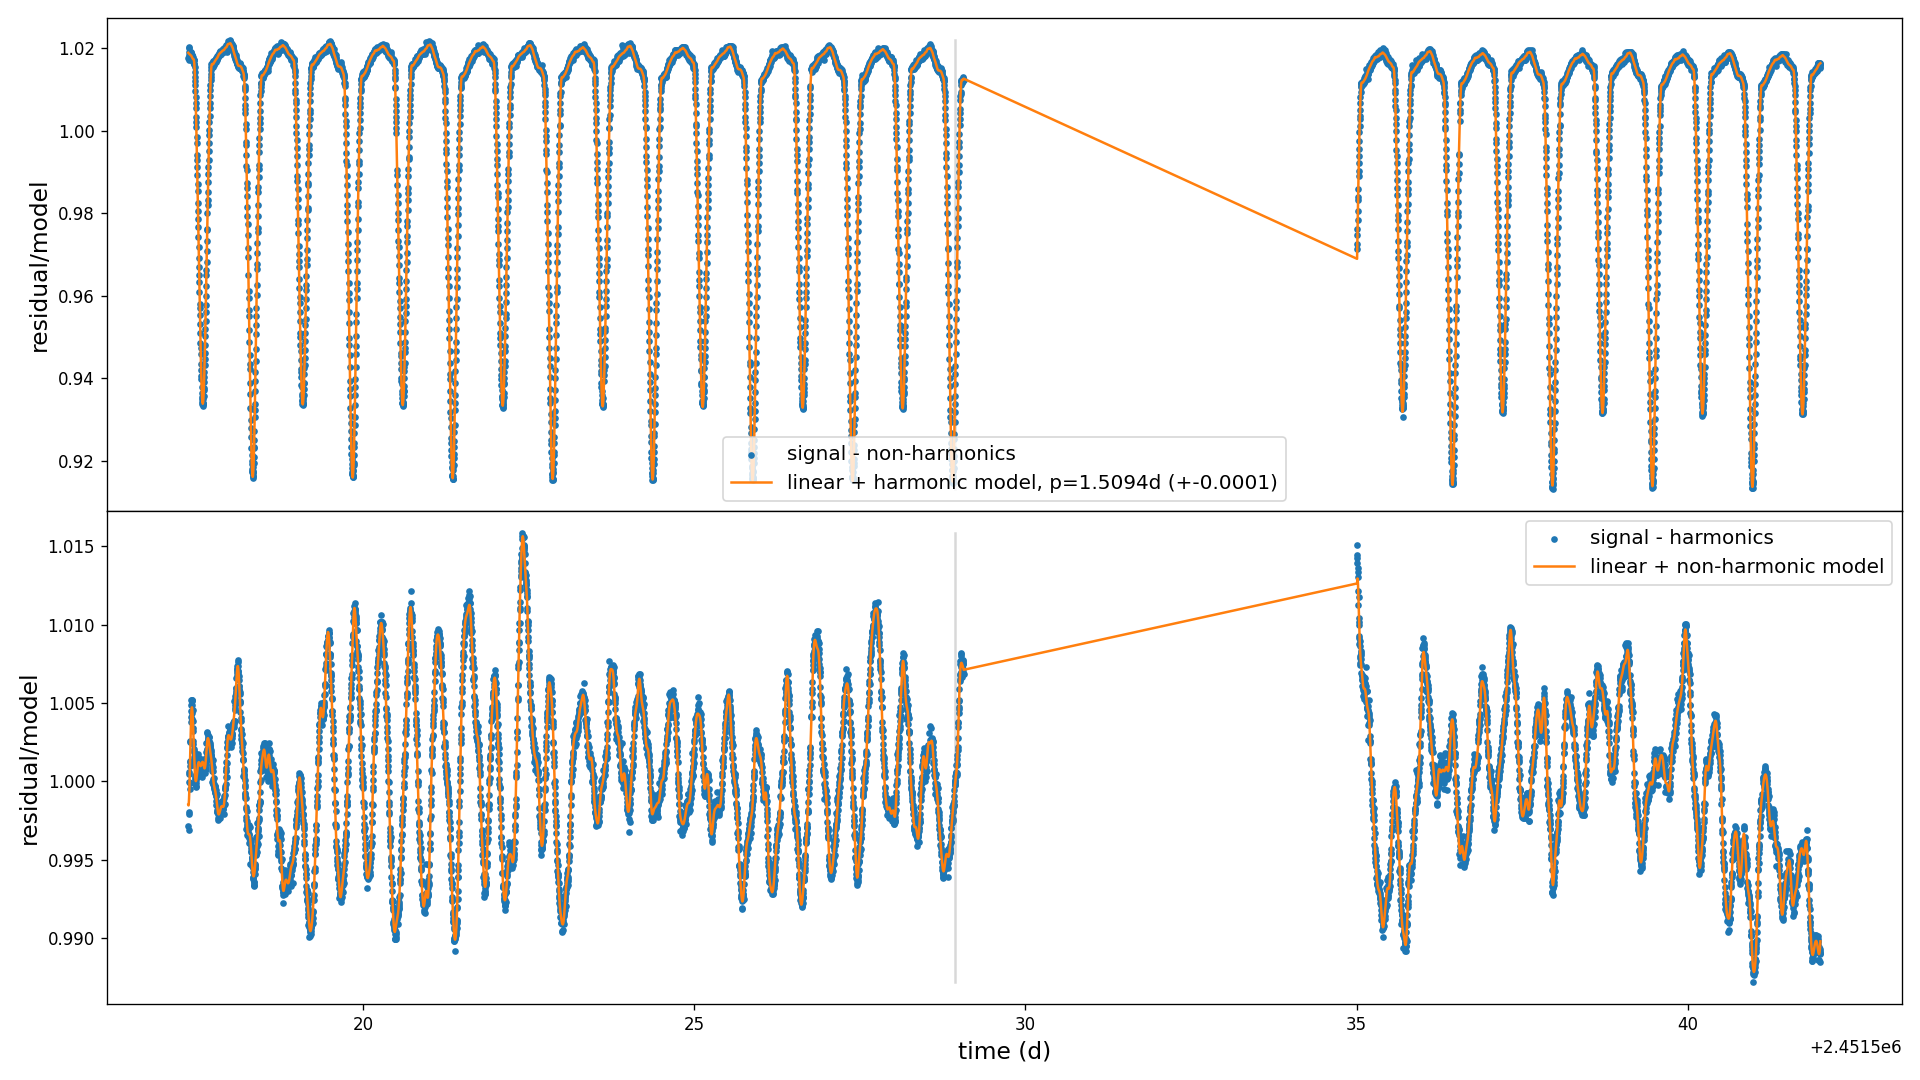 1.02
1.00
0.98
0.96
0.94
0.92
residual/model
signal - non-harmonics
linear + harmonic model, p=1.5094d (+-0.0001)
1.015
1.010
1.005
1.000
0.995
0.990
residual/model
signal - harmonics
linear + non-harmonic model
20 25 30 35 40
time (d)
+2.4515e6